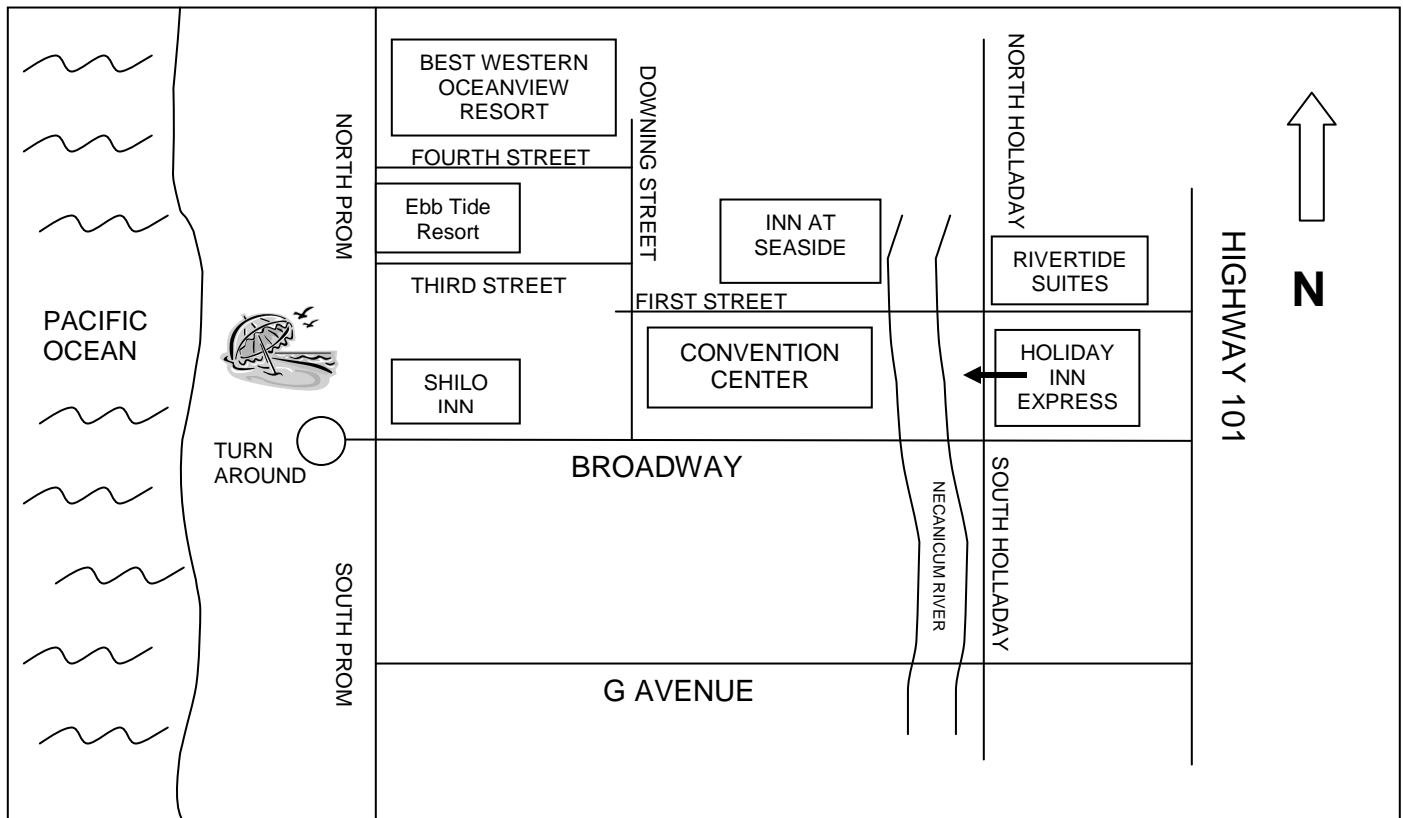 BEST WESTERN
OCEANVIEW
RESORT
DOWNING STREET
NORTH HOLLADAY
NORTH PROM
FOURTH STREET
Ebb Tide
Resort
INN AT
SEASIDE
RIVERTIDE
SUITES
HIGHWAY 101
N
THIRD STREET
FIRST STREET
PACIFIC
OCEAN
SHILO
INN
CONVENTION
CENTER
HOLIDAY
INN
EXPRESS
TURN
AROUND
BROADWAY
NECANICUM RIVER
SOUTH HOLLADAY
SOUTH PROM
G AVENUE